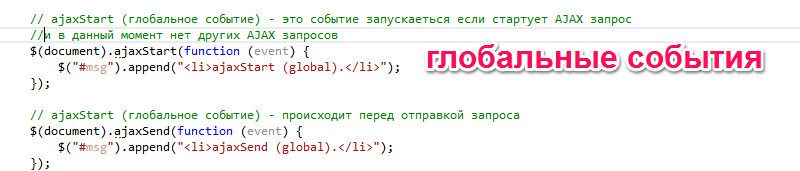 // ajaxStart (глобальное событие) - это событие запускаеться если стартует AJAX запрос
//и в данный момент нет других AJAX запросов
$(document).ajaxStart(function (event) {
    $("#msg").append("<li>ajaxStart (global).</li>");
});
глобальные события
// ajaxStart (глобальное событие) - происходит перед отправкой запроса
$(document).ajaxSend(function (event) {
    $("#msg").append("<li>ajaxSend (global).</li>");
});